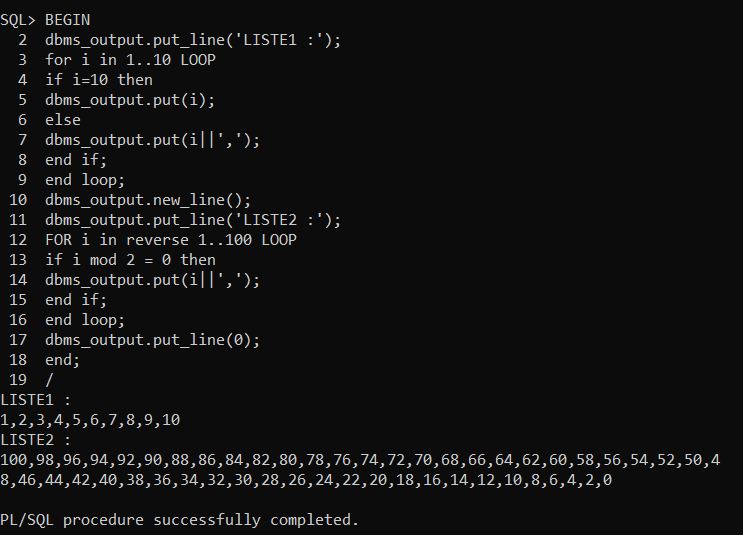 SQL> BEGIN
  2  dbms_output.put_line('LISTE1 :');
  3  for i in 1..10 LOOP
  4  if i=10 then
  5  dbms_output.put(i);
  6  else
  7  dbms_output.put(i||',');
  8  end if;
  9  end loop;
 10  dbms_output.new_line();
 11  dbms_output.put_line('LISTE2 :');
 12  FOR i in reverse 1..100 LOOP
 13  if i mod 2 = 0 then
 14  dbms_output.put(i||',');
 15  end if;
 16  end loop;
 17  dbms_output.put_line(0);
 18  end;
 19  /
LISTE1 :
1,2,3,4,5,6,7,8,9,10
LISTE2 :
100,98,96,94,92,90,88,86,84,82,80,78,76,74,72,70,68,66,64,62,60,58,56,54,52,50,4
8,46,44,42,40,38,36,34,32,30,28,26,24,22,20,18,16,14,12,10,8,6,4,2,0
PL/SQL procedure successfully completed.